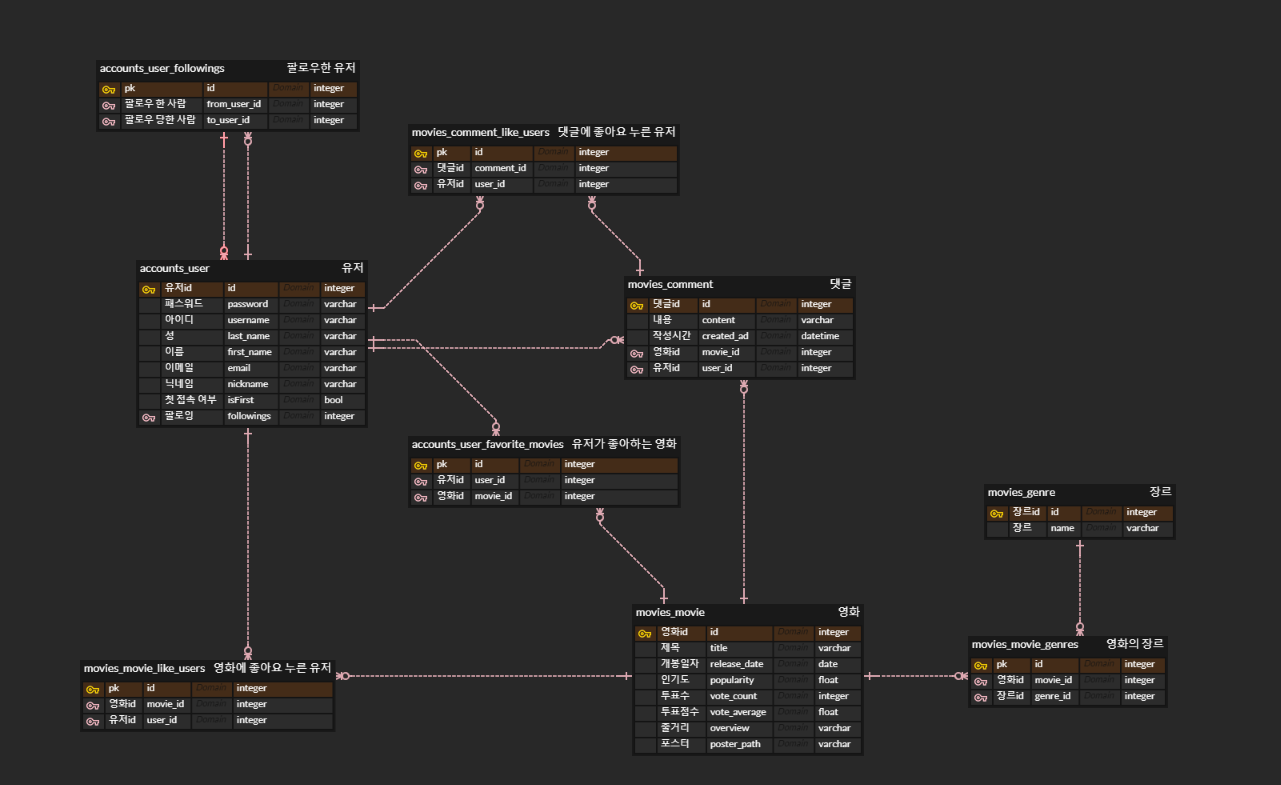 accounts_user_followings 팔로우한 유저
pk id Domain integer
팔로우 한 사람 from_user_id Domain integer
팔로우 당한 사람 to_user_id Domain integer
movies_comment_like_users 댓글에 좋아요 누른 유저
pk id Domain integer
댓글id comment_id Domain integer
유저id user_id Domain integer
accounts_user 유저
유저id id Domain integer
패스워드 password Domain varchar
아이디 username Domain varchar
성 last_name Domain varchar
이름 first_name Domain varchar
이메일 email Domain varchar
닉네임 nickname Domain varchar
첫 접속 여부 isFirst Domain bool
팔로잉 followings Domain integer
movies_comment 댓글
댓글id id Domain integer
내용 content Domain varchar
작성시간 created_ad Domain datetime
영화id movie_id Domain integer
유저id user_id Domain integer
accounts_user_favorite_movies 유저가 좋아하는 영화
pk id Domain integer
유저id user_id Domain integer
영화id movie_id Domain integer
movies_genre 장르
장르id id Domain integer
장르 name Domain varchar
movies_movie 영화
영화id id Domain integer
제목 title Domain varchar
개봉일자 release_date Domain date
인기도 popularity Domain float
투표수 vote_count Domain integer
투표점수 vote_average Domain float
줄거리 overview Domain varchar
포스터 poster_path Domain varchar
movies_movie_genres 영화의 장르
pk id Domain integer
영화id movie_id Domain integer
장르id genre_id Domain integer
movies_movie_like_users 영화에 좋아요 누른 유저
pk id Domain integer
영화id movie_id Domain integer
유저id user_id Domain integer